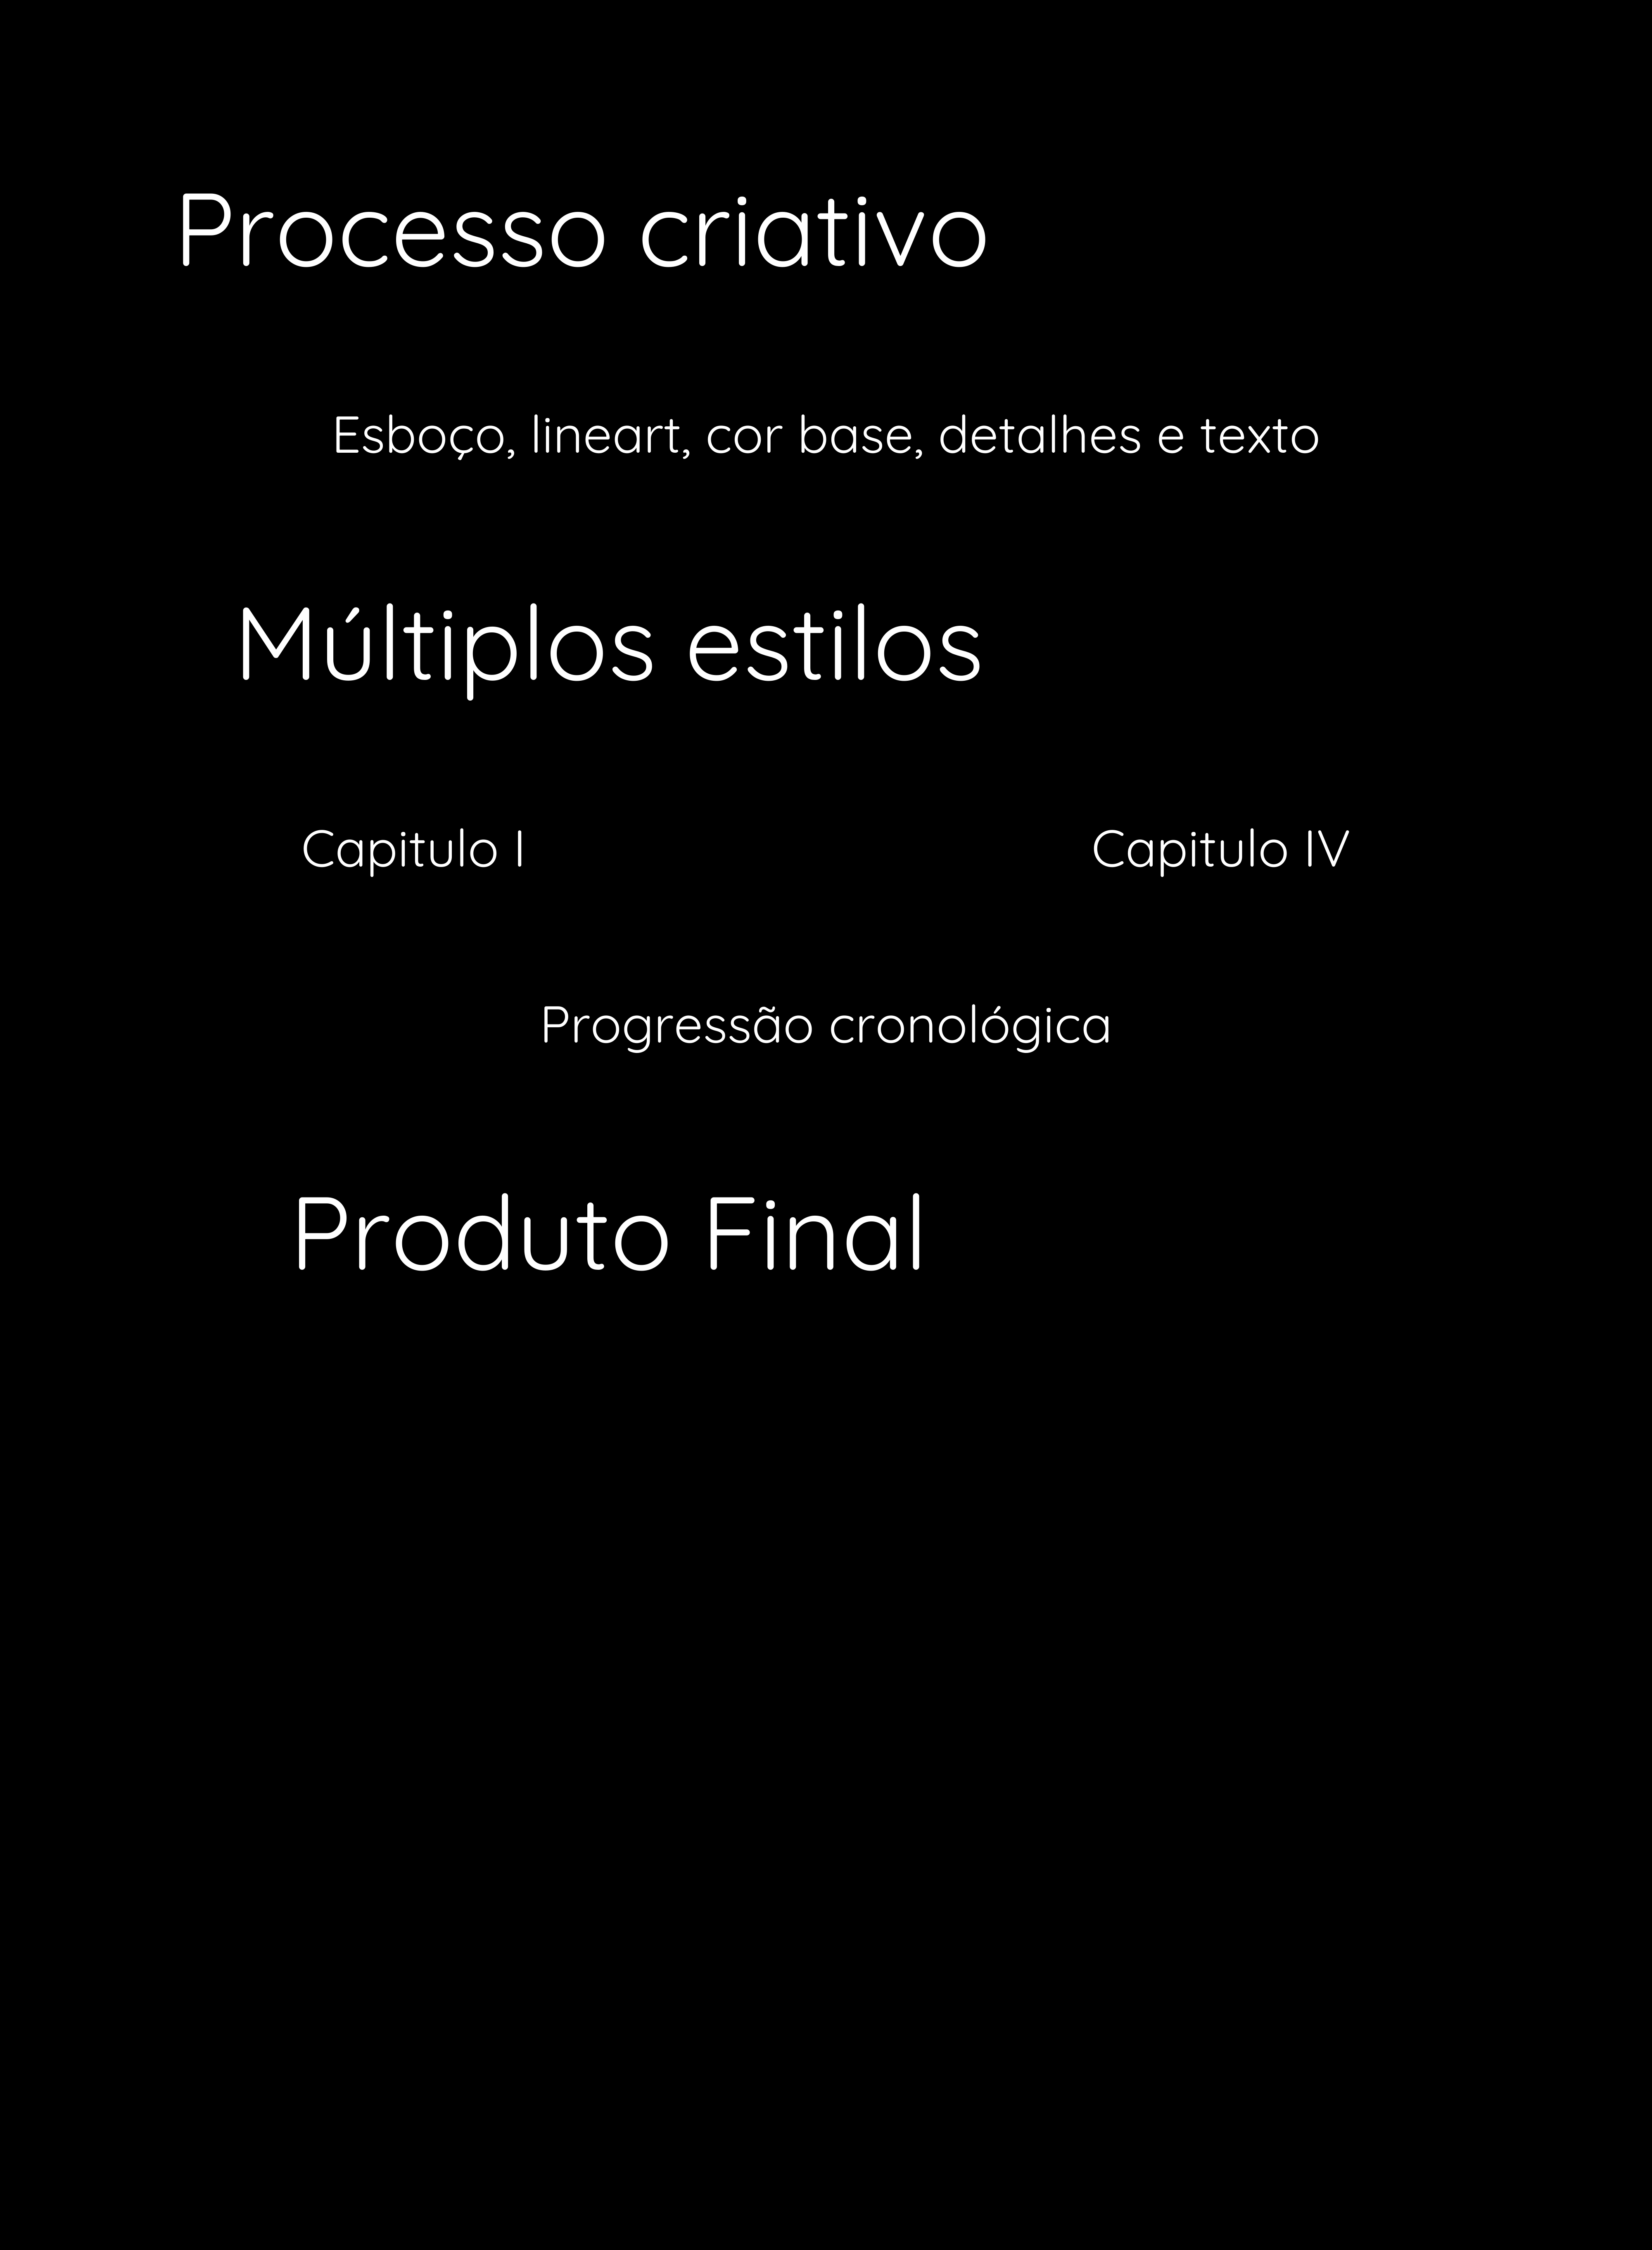 Processo criativo
Esboço, lineart, cor base, detalhes e texto
Múltiplos estilos
Capitulo I
Capitulo IV
Progressão cronológica
Produto Final